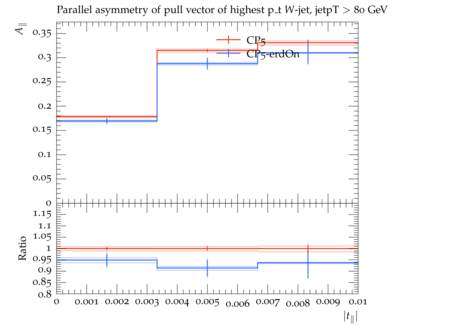 Parallel asymmetry of pull vector of highest p_t W-jet, jetpT > 80 GeV
A∥
0.35
CP5
CP5-erdOn
0.3
0.25
0.2
0.15
0.1
0.05
0
Ratio
1.15
1.1
1.05
1
0.95
0.9
0.85
0.8
0 0.001 0.002 0.003 0.004 0.005 0.006 0.007 0.008 0.009 0.01
|t∥|